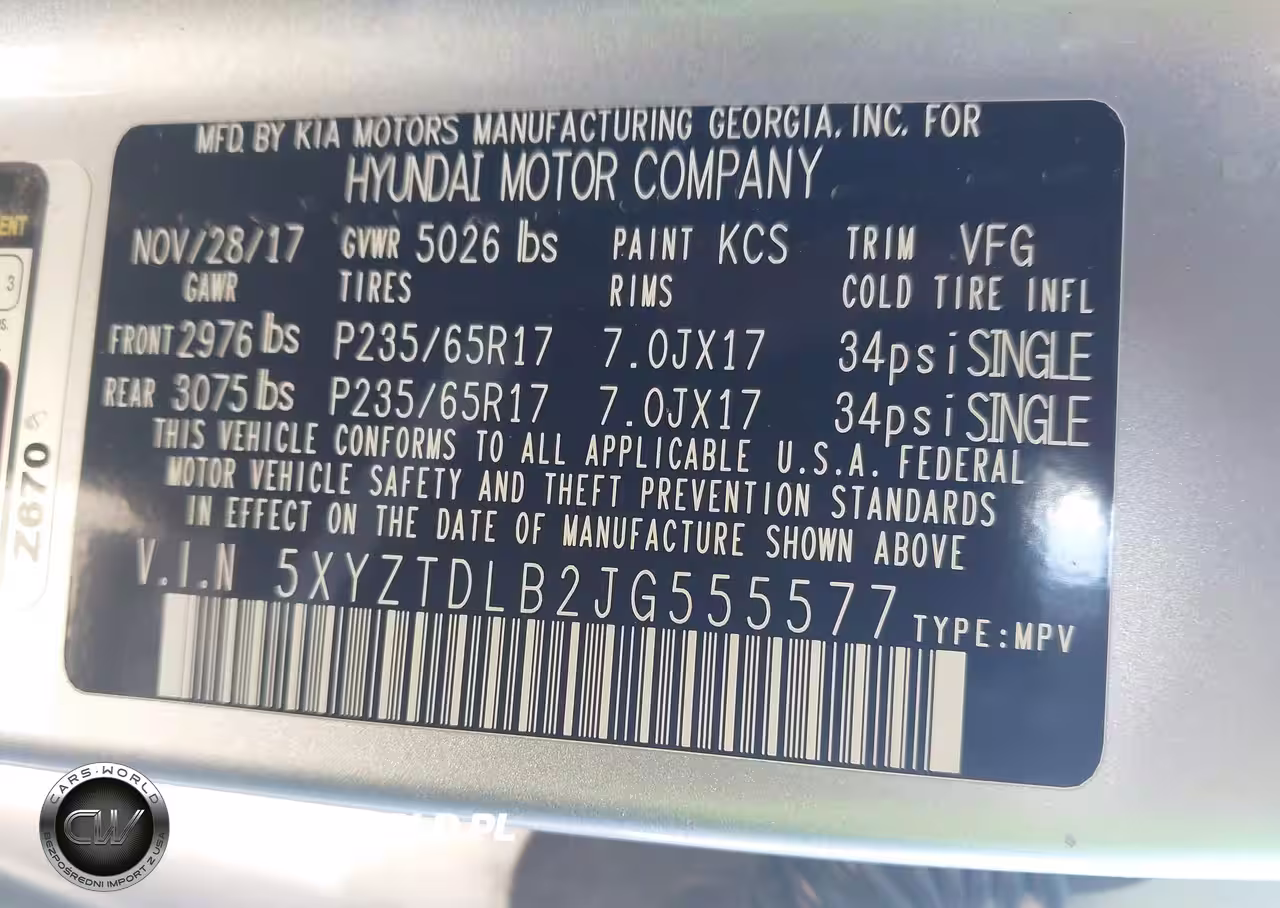 MFD. BY KIA MOTORS MANUFACTURING GEORGIA, INC. FOR
HYUNDAI MOTOR COMPANY
NOV/28/17 GVWR 5026 lbs PAINT KCS TRIM VFG
GAWR TIRES RIMS COLD TIRE INFL
FRONT 2976 lbs P235/65R17 7.0JX17 34psi SINGLE
REAR 3075 lbs P235/65R17 7.0JX17 34psi SINGLE
THIS VEHICLE CONFORMS TO ALL APPLICABLE U.S.A. FEDERAL
MOTOR VEHICLE SAFETY AND THEFT PREVENTION STANDARDS
IN EFFECT ON THE DATE OF MANUFACTURE SHOWN ABOVE
V.I.N 5XYZTDLB2JG555577 TYPE:MPV
3
Z670
CARS-WORLD
CW
BEZPOŚREDNI IMPORT Z USA